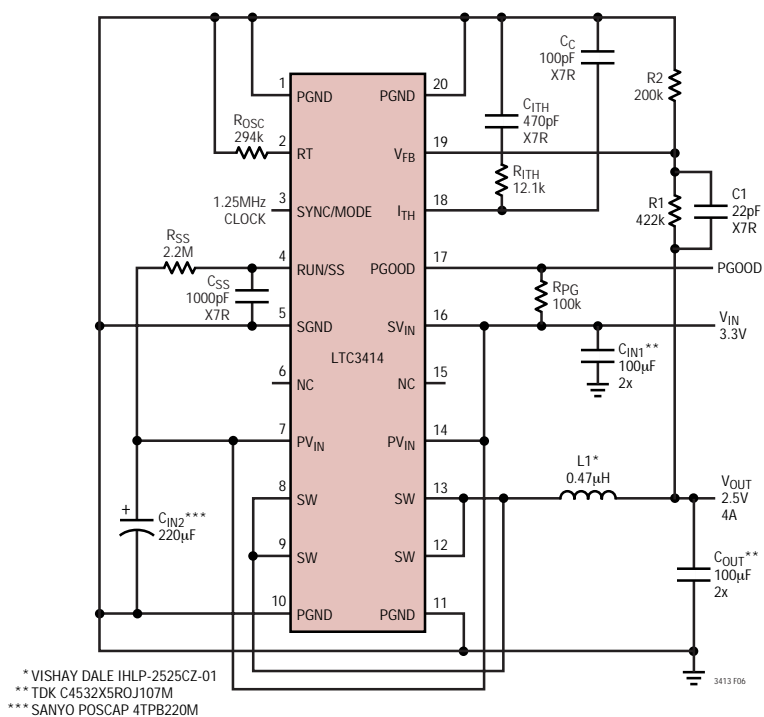 CC
100pF
X7R
R2
200k
1
PGND
20
PGND
CITH
470pF
X7R
ROSC
294k
2
RT
19
VFB
RITH
12.1k
1.25MHz
CLOCK
3
SYNC/MODE
18
ITH
R1
422k
C1
22pF
X7R
RSS
2.2M
4
RUN/SS
17
PGOOD
PGOOD
CSS
1000pF
X7R
RPG
100k
5
SGND
16
SVIN
VIN
3.3V
LTC3414
CIN1**
100µF
2x
6
NC
15
NC
7
PVIN
14
PVIN
L1*
0.47µH
8
SW
13
SW
VOUT
2.5V
4A
+
CIN2***
220µF
9
SW
12
SW
COUT**
100µF
2x
10
PGND
11
PGND
*VISHAY DALE IHLP-2525CZ-01
**TDK C4532X5ROJ107M
***SANYO POSCAP 4TPB220M
3413 F06